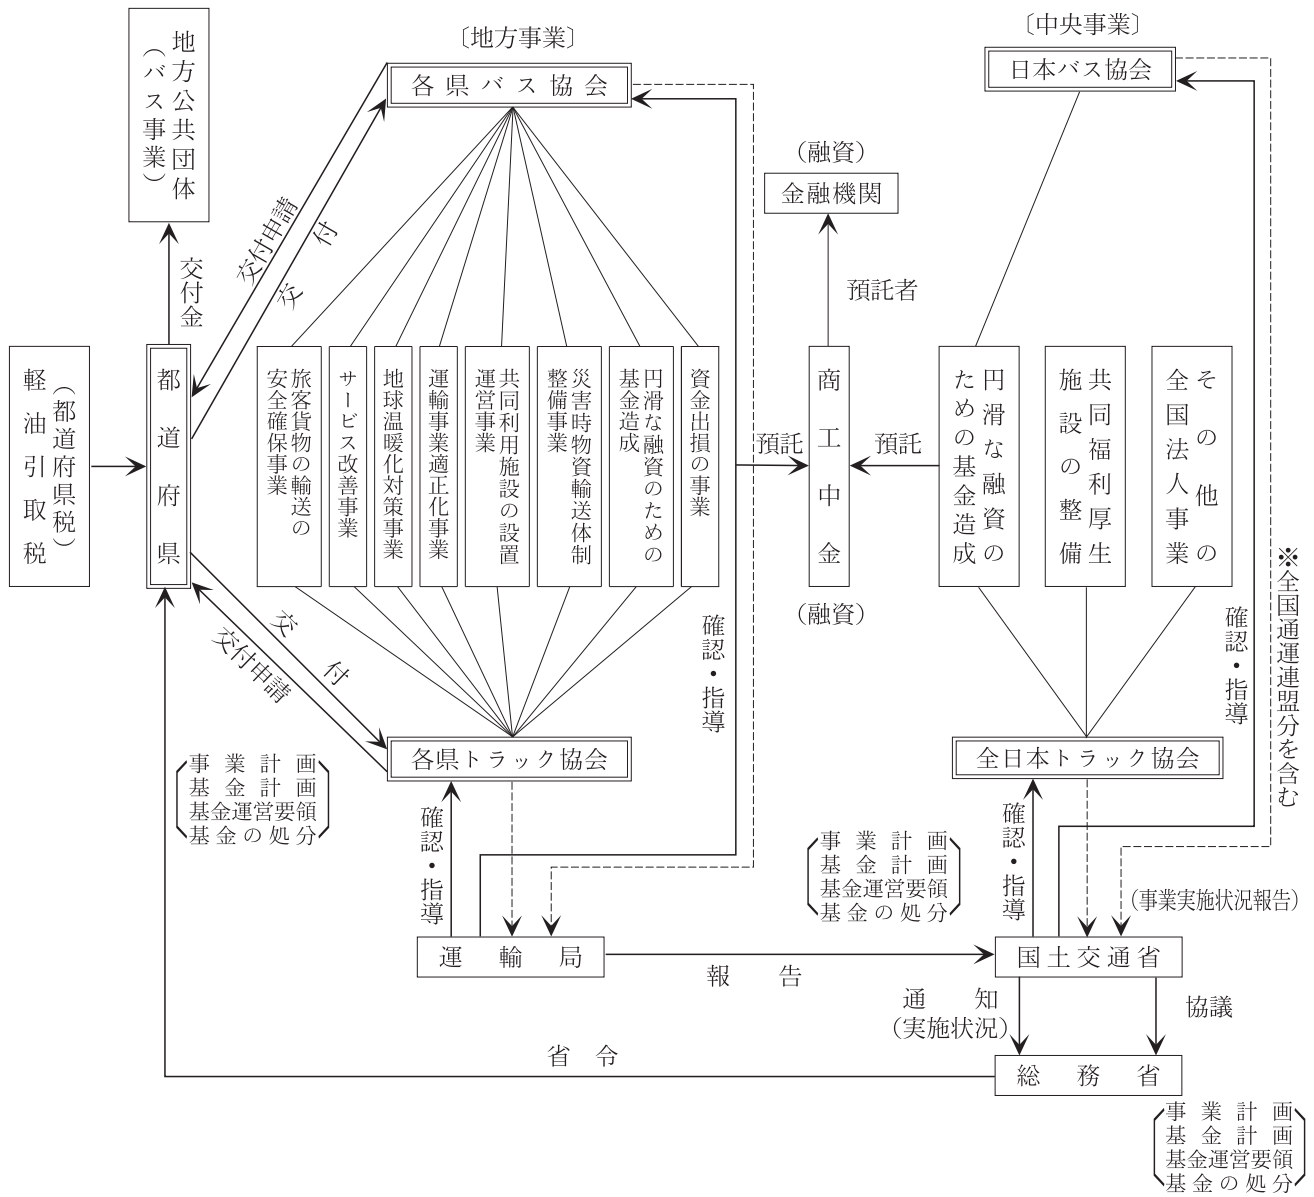 〔地方事業〕
〔中央事業〕
地方公共団体
(バス事業)
各県バス協会
日本バス協会
(融資)
金融機関
交付申請
交付
交付金
預託者
軽油引取税
(都道府県税)
都道府県
旅客貨物の輸送の
安全確保事業
サービス改善事業
地球温暖化対策事業
運輸事業適正化事業
共同利用施設の設置
運営事業
災害時物資輸送体制
整備事業
円滑な融資のための
基金造成
資金出損の事業
預託
商工中金
(融資)
預託
円滑な融資の
ための基金造成
共同福利厚生
施設の整備
その他の
全国法人事業
※全国通運連盟分を含む
確認・指導
確認・指導
交付
交付申請
各県トラック協会
全日本トラック協会
事業計画
基金計画
基金運営要領
基金の処分
確認・指導
事業計画
基金計画
基金運営要領
基金の処分
確認・指導
(事業実施状況報告)
運輸局
報告
国土交通省
通知
(実施状況)
協議
省令
総務省
事業計画
基金計画
基金運営要領
基金の処分